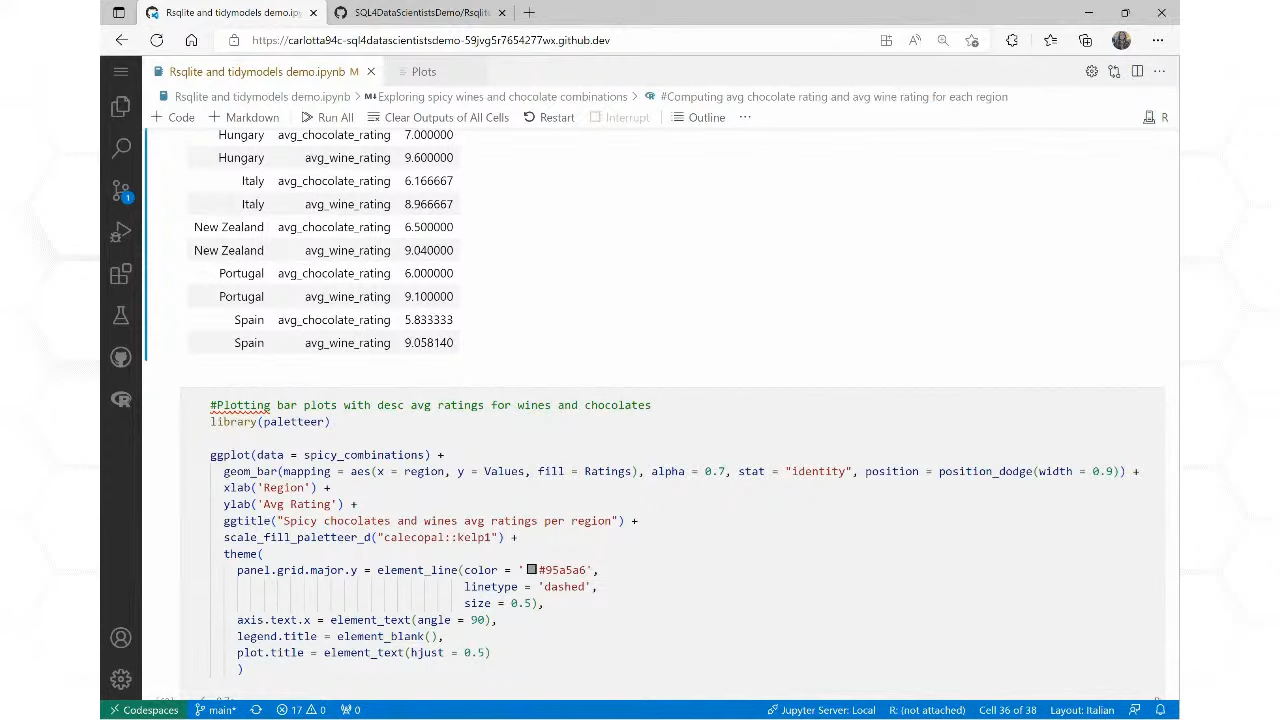 Rsqlite and tidymodels demo.ipyn
SQL4DataScientistsDemo/Rsqlite
https://carlotta94c-sql4datascientistsdemo-59jvg5r7654277wx.github.dev
Rsqlite and tidymodels demo.ipynb M
Plots
Rsqlite and tidymodels demo.ipynb > M Exploring spicy wines and chocolate combinations > #Computing avg chocolate rating and avg wine rating for each region
+ Code + Markdown Run All Clear Outputs of All Cells Restart Interrupt Outline ··· R
Hungary avg_chocolate_rating 7.000000
Hungary avg_wine_rating 9.600000
Italy avg_chocolate_rating 6.166667
Italy avg_wine_rating 8.966667
New Zealand avg_chocolate_rating 6.500000
New Zealand avg_wine_rating 9.040000
Portugal avg_chocolate_rating 6.000000
Portugal avg_wine_rating 9.100000
Spain avg_chocolate_rating 5.833333
Spain avg_wine_rating 9.058140
1
#Plotting bar plots with desc avg ratings for wines and chocolates
library(paletteer)
ggplot(data = spicy_combinations) +
geom_bar(mapping = aes(x = region, y = Values, fill = Ratings), alpha = 0.7, stat = "identity", position = position_dodge(width = 0.9)) +
xlab('Region') +
ylab('Avg Rating') +
ggtitle("Spicy chocolates and wines avg ratings per region") +
scale_fill_paletteer_d("calecopal::kelp1") +
theme(
panel.grid.major.y = element_line(color = '#95a5a6',
linetype = 'dashed',
size = 0.5),
axis.text.x = element_text(angle = 90),
legend.title = element_blank(),
plot.title = element_text(hjust = 0.5)
)
Codespaces main* 17 0 0 Jupyter Server: Local R: (not attached) Cell 36 of 38 Layout: Italian